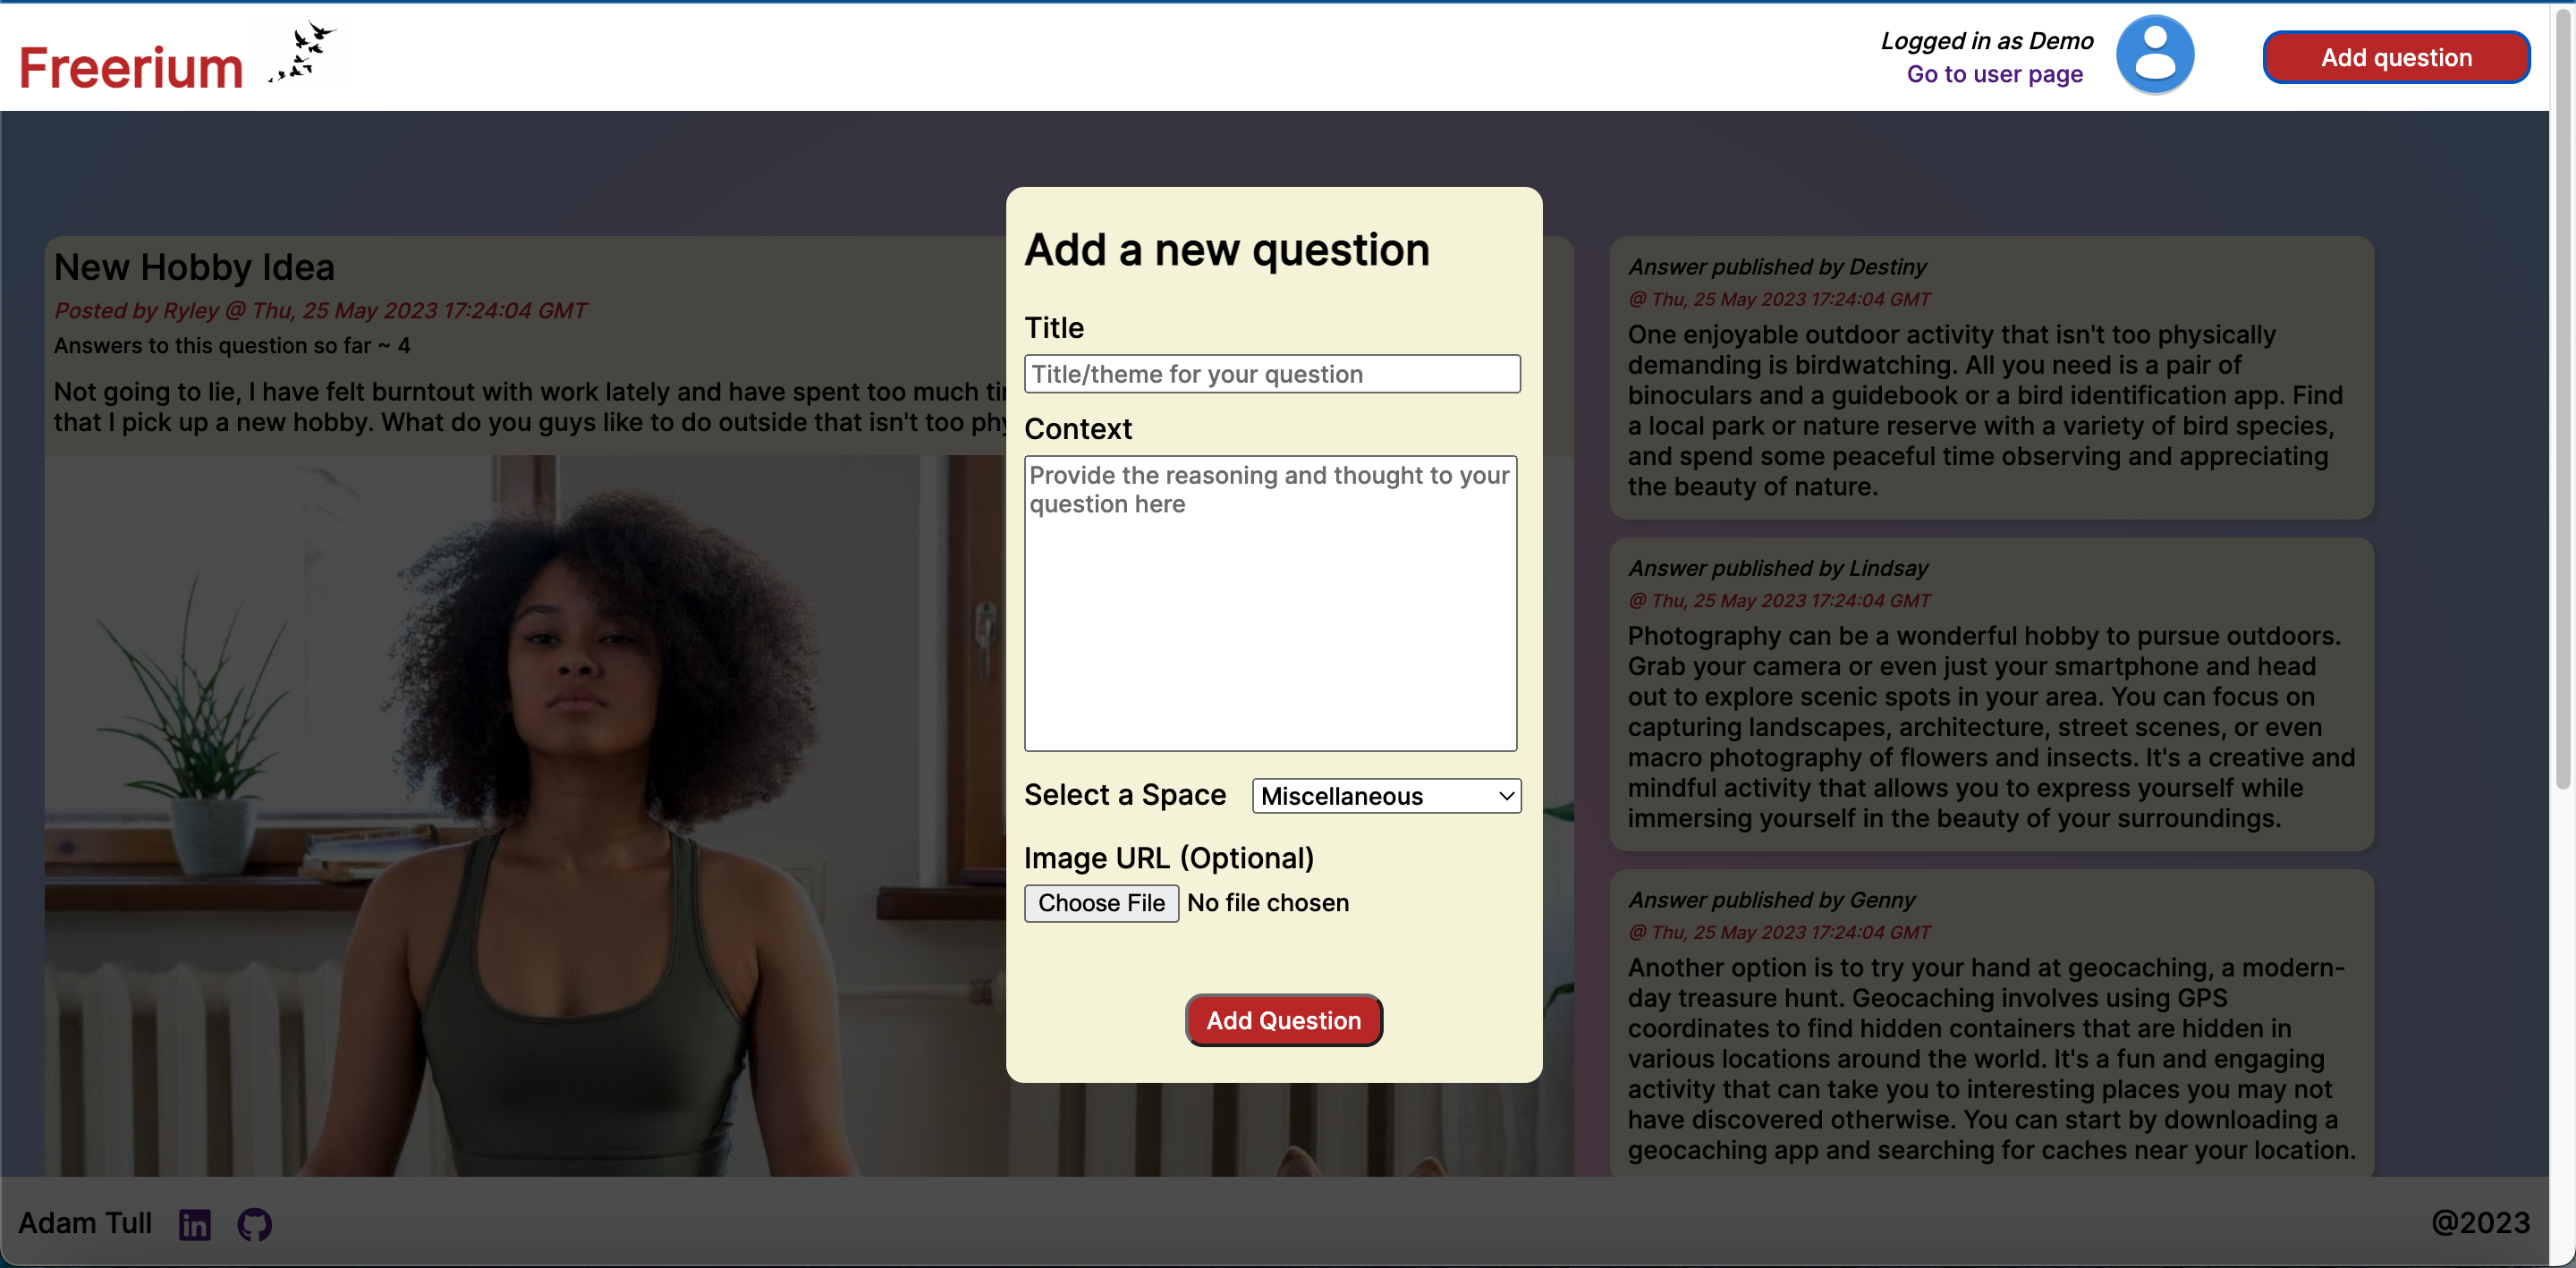 Freerium
Logged in as Demo
Go to user page
Add question
New Hobby Idea
Posted by Ryley @ Thu, 25 May 2023 17:24:04 GMT
Answers to this question so far ~ 4
Not going to lie, I have felt burntout with work lately and have spent too much
that I pick up a new hobby. What do you guys like to do outside that isn't too
Add a new question
Title
Title/theme for your question
Context
Provide the reasoning and thought to your
question here
Select a Space
Miscellaneous
Image URL (Optional)
Choose File No file chosen
Add Question
Answer published by Destiny
@ Thu, 25 May 2023 17:24:04 GMT
One enjoyable outdoor activity that isn't too physically
demanding is birdwatching. All you need is a pair of
binoculars and a guidebook or a bird identification app. Find
a local park or nature reserve with a variety of bird species,
and spend some peaceful time observing and appreciating
the beauty of nature.
Answer published by Lindsay
@ Thu, 25 May 2023 17:24:04 GMT
Photography can be a wonderful hobby to pursue outdoors.
Grab your camera or even just your smartphone and head
out to explore scenic spots in your area. You can focus on
capturing landscapes, architecture, street scenes, or even
macro photography of flowers and insects. It's a creative and
mindful activity that allows you to express yourself while
immersing yourself in the beauty of your surroundings.
Answer published by Genny
@ Thu, 25 May 2023 17:24:04 GMT
Another option is to try your hand at geocaching, a modern-
day treasure hunt. Geocaching involves using GPS
coordinates to find hidden containers that are hidden in
various locations around the world. It's a fun and engaging
activity that can take you to interesting places you may not
have discovered otherwise. You can start by downloading a
geocaching app and searching for caches near your location.
Adam Tull
in
@2023